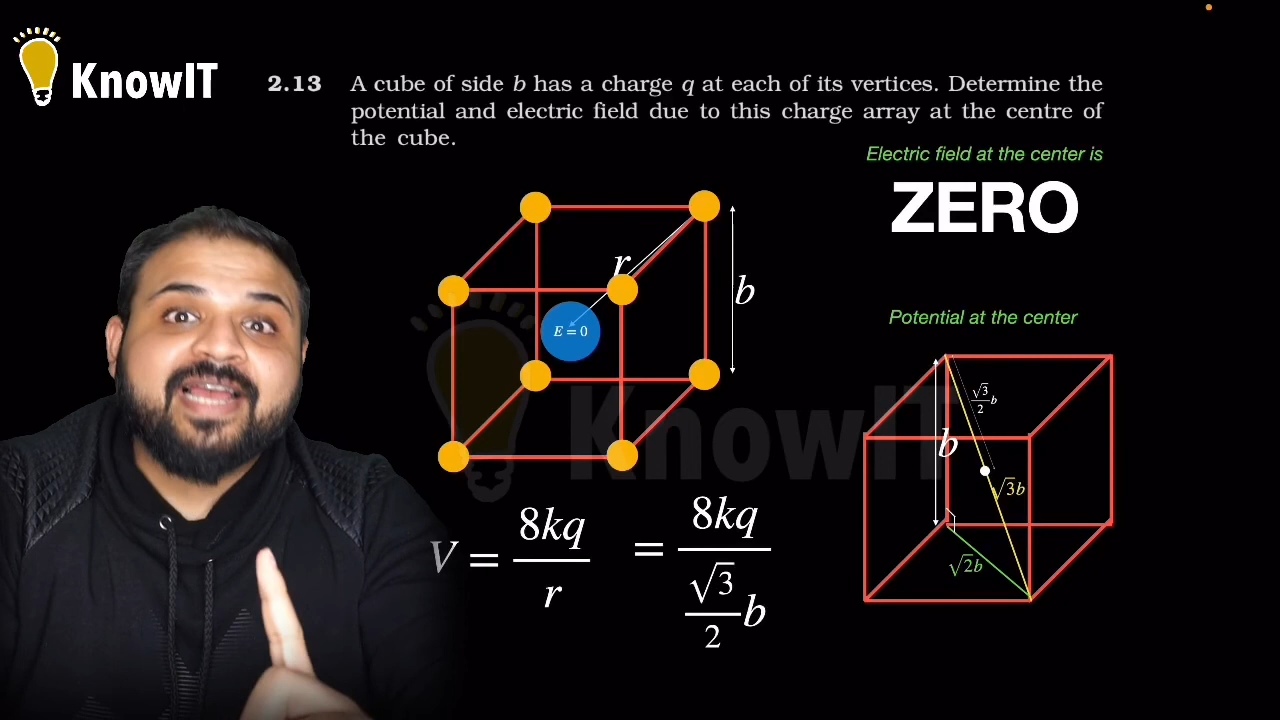 KnowIT
2.13 A cube of side b has a charge q at each of its vertices. Determine the
potential and electric field due to this charge array at the centre of
the cube.
Electric field at the center is
ZERO
r
b
E = 0
Potential at the center
√3/2 b
b
√3b
√2b
KnowIT
V = 8kq/r = 8kq/(√3/2 b)